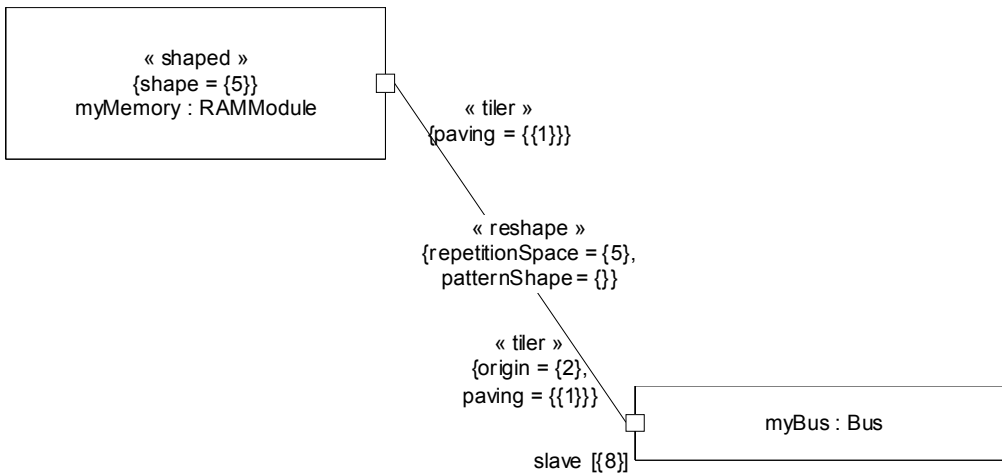 « shaped »
{shape = {5}}
myMemory : RAMModule
« tiler »
{paving = {{1}}}
« reshape »
{repetitionSpace = {5},
patternShape = {}}
« tiler »
{origin = {2},
paving = {{1}}}
myBus : Bus
slave [{8}]